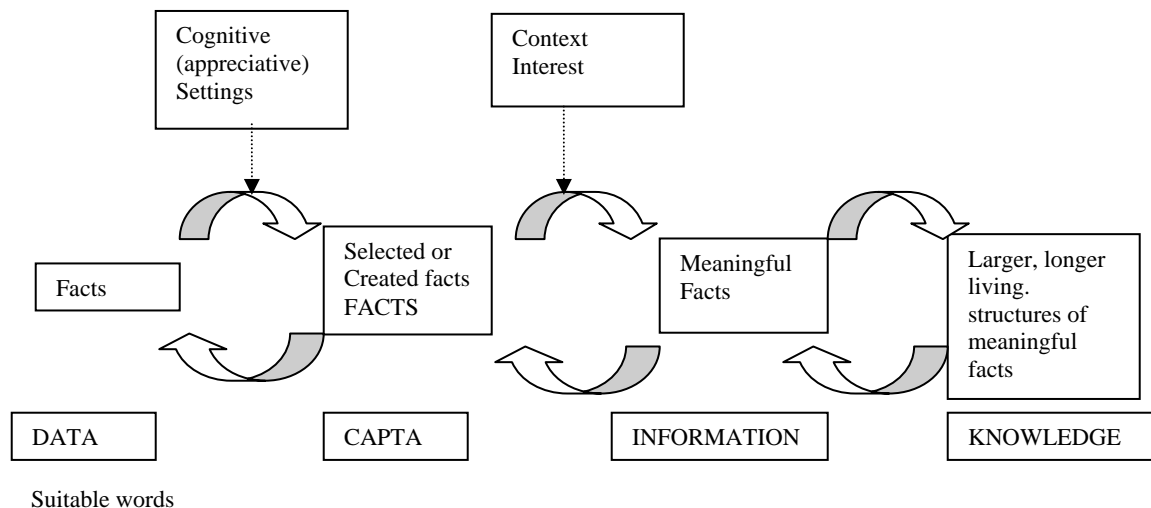 Cognitive
(appreciative)
Settings
Context
Interest
Facts
Selected or
Created facts
FACTS
Meaningful
Facts
Larger, longer
living.
structures of
meaningful
facts
DATA
CAPTA
INFORMATION
KNOWLEDGE
Suitable words